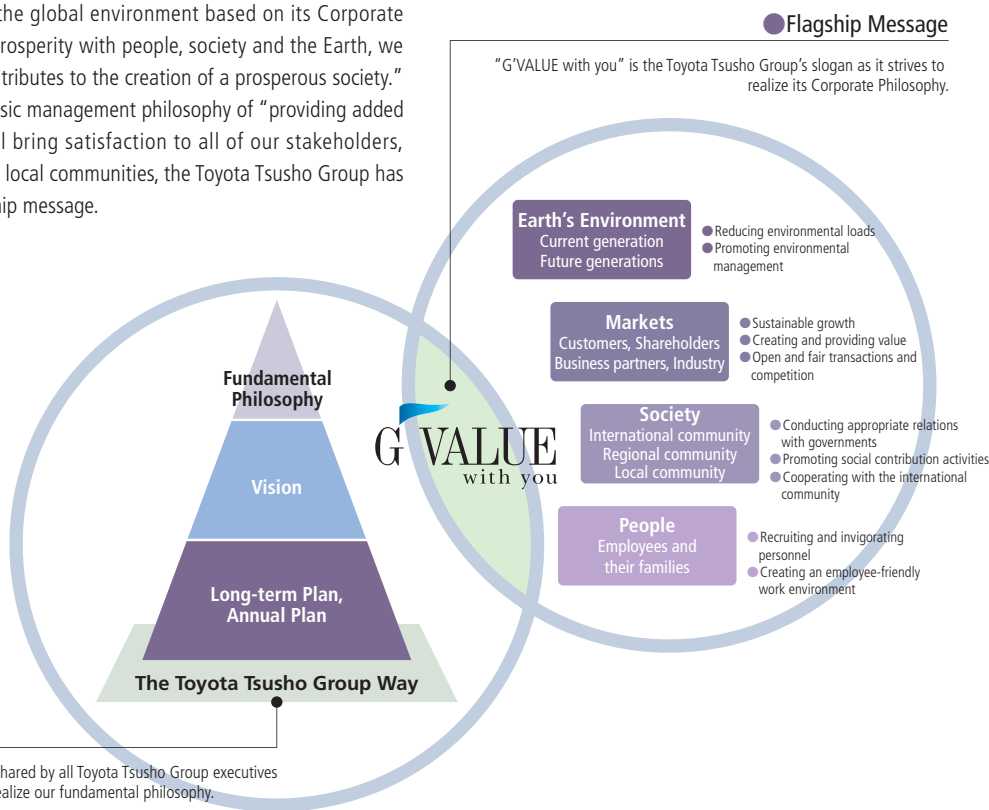 the global environment based on its Corporate
rosperity with people, society and the Earth, we
tributes to the creation of a prosperous society.”
sic management philosophy of “providing added
l bring satisfaction to all of our stakeholders,
local communities, the Toyota Tsusho Group has
hip message.
Flagship Message
“G’VALUE with you” is the Toyota Tsusho Group’s slogan as it strives to
realize its Corporate Philosophy.
Earth’s Environment
Current generation
Future generations
●Reducing environmental loads
●Promoting environmental
management
Markets
Customers, Shareholders
Business partners, Industry
●Sustainable growth
●Creating and providing value
●Open and fair transactions and
competition
Society
International community
Regional community
Local community
●Conducting appropriate relations
with governments
●Promoting social contribution activities
●Cooperating with the international
community
People
Employees and
their families
●Recruiting and invigorating
personnel
●Creating an employee-friendly
work environment
G’VALUE
with you
Fundamental
Philosophy
Vision
Long-term Plan,
Annual Plan
The Toyota Tsusho Group Way
hared by all Toyota Tsusho Group executives
ealize our fundamental philosophy.